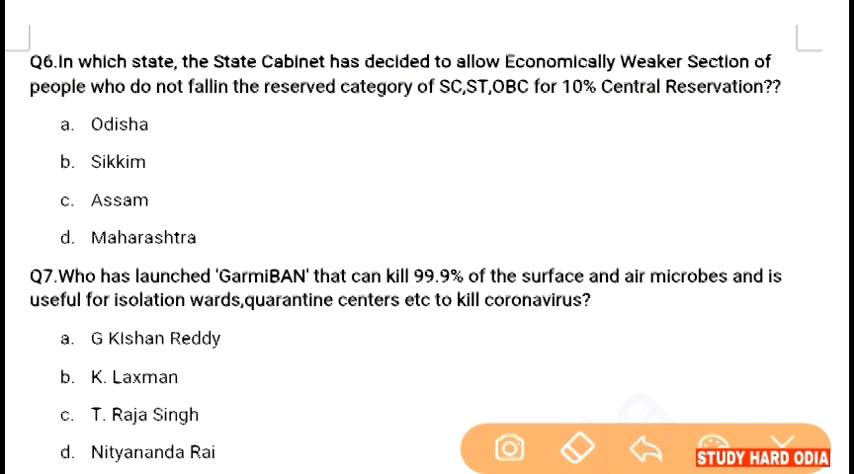 Q6.In which state, the State Cabinet has decided to allow Economically Weaker Section of
people who do not fallin the reserved category of SC,ST,OBC for 10% Central Reservation??
a. Odisha
b. Sikkim
c. Assam
d. Maharashtra
Q7.Who has launched 'GarmiBAN' that can kill 99.9% of the surface and air microbes and is
useful for isolation wards,quarantine centers etc to kill coronavirus?
a. G Kishan Reddy
b. K. Laxman
c. T. Raja Singh
d. Nityananda Rai
STUDY HARD ODIA